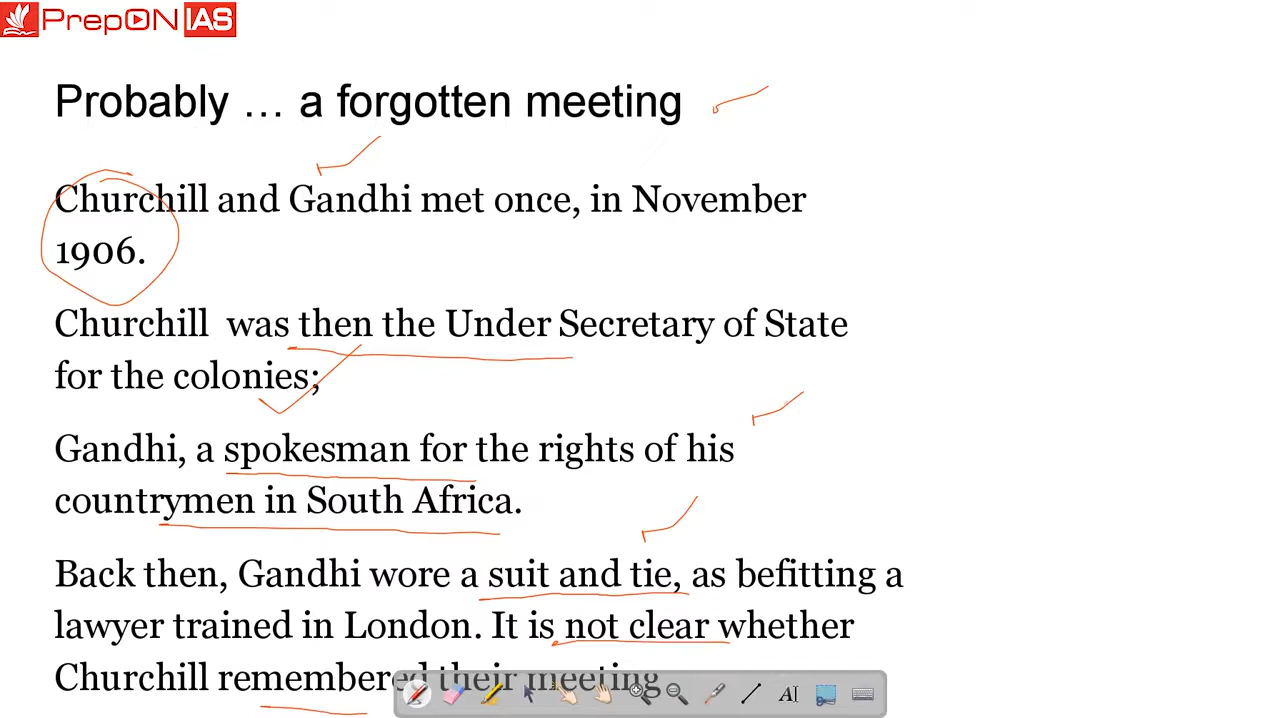 PrepON IAS
Probably … a forgotten meeting
Churchill and Gandhi met once, in November
1906.
Churchill was then the Under Secretary of State
for the colonies;
Gandhi, a spokesman for the rights of his
countrymen in South Africa.
Back then, Gandhi wore a suit and tie, as befitting a
lawyer trained in London. It is not clear whether
Churchill remembered their meeting